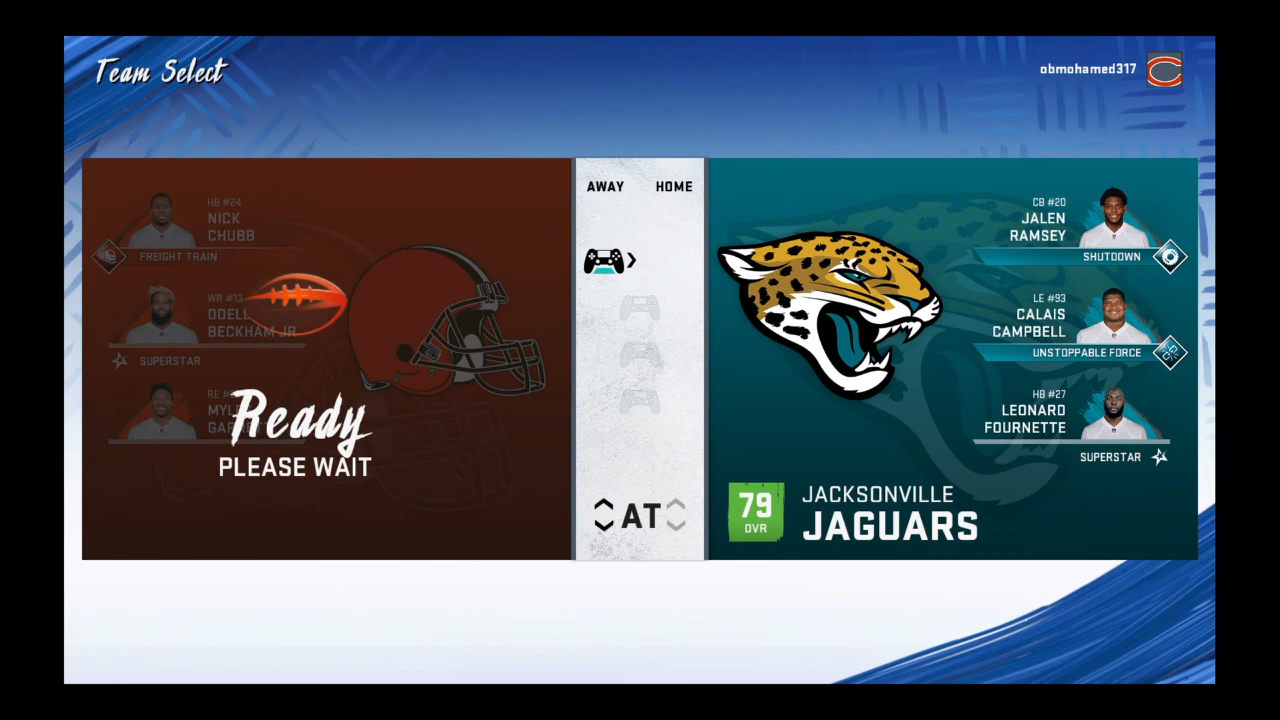 Team Select
obmohamed317
HB #24
NICK
CHUBB
FREIGHT TRAIN
WR #13
ODELL
BECKHAM JR
SUPERSTAR
RE
Ready
PLEASE WAIT
AWAY HOME
AT
CB #20
JALEN
RAMSEY
SHUTDOWN
LE #93
CALAIS
CAMPBELL
UNSTOPPABLE FORCE
HB #27
LEONARD
FOURNETTE
SUPERSTAR
79
OVR
JACKSONVILLE
JAGUARS